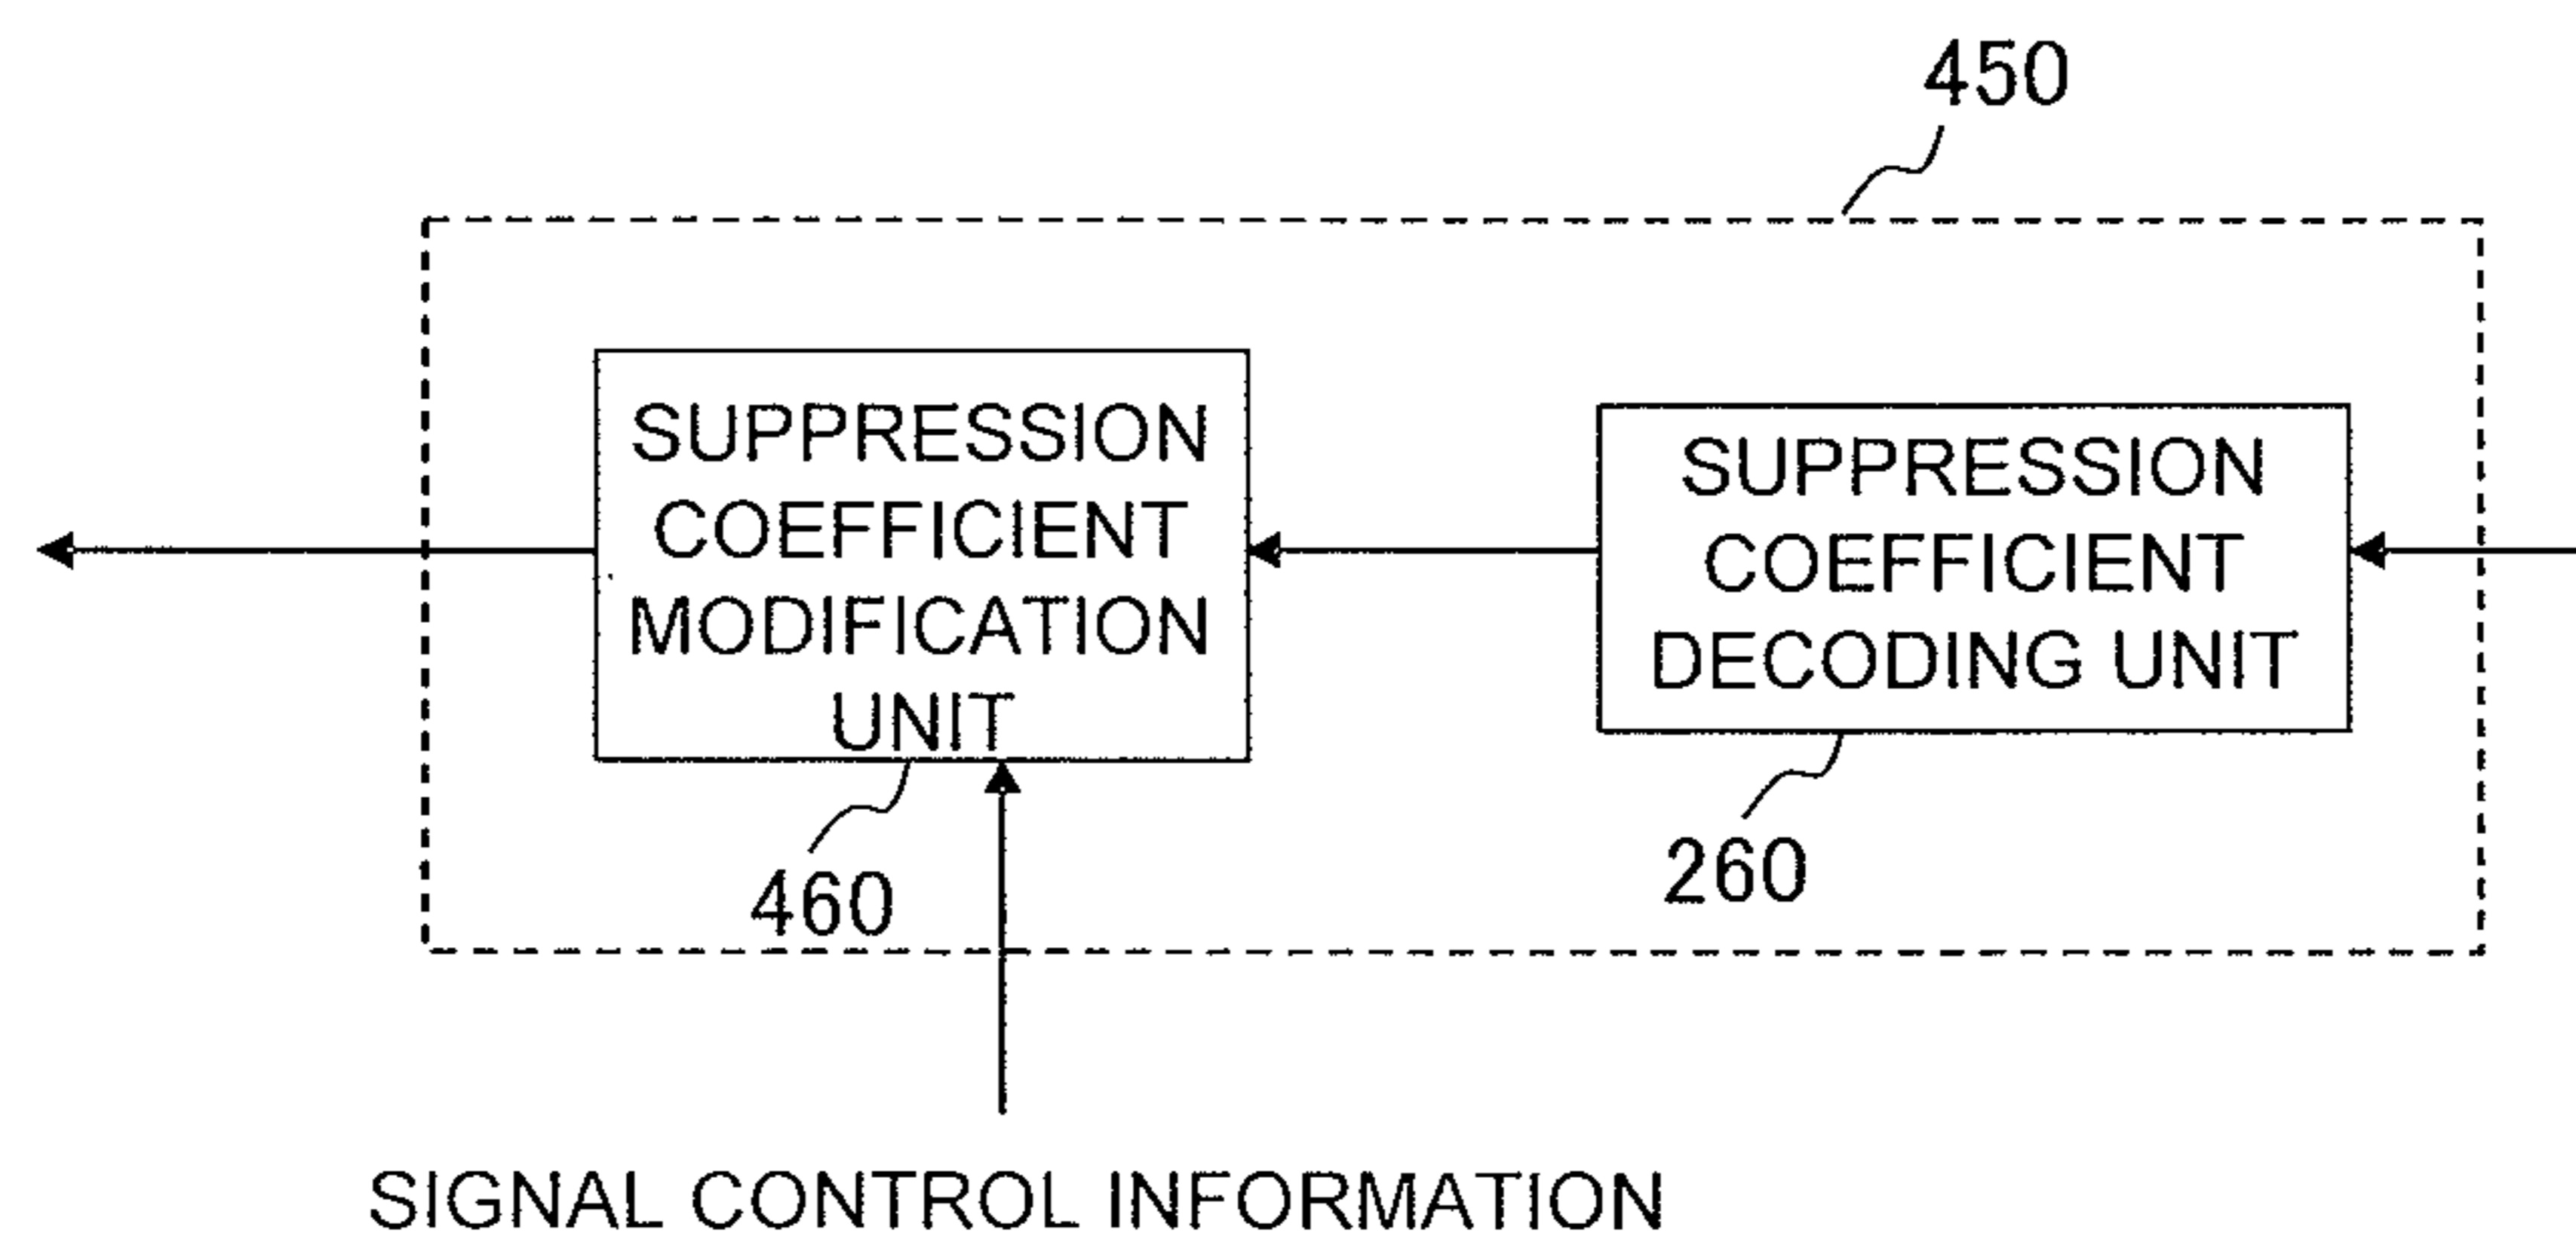 450
SUPPRESSION
COEFFICIENT
MODIFICATION
UNIT
460
SUPPRESSION
COEFFICIENT
DECODING UNIT
260
SIGNAL CONTROL INFORMATION